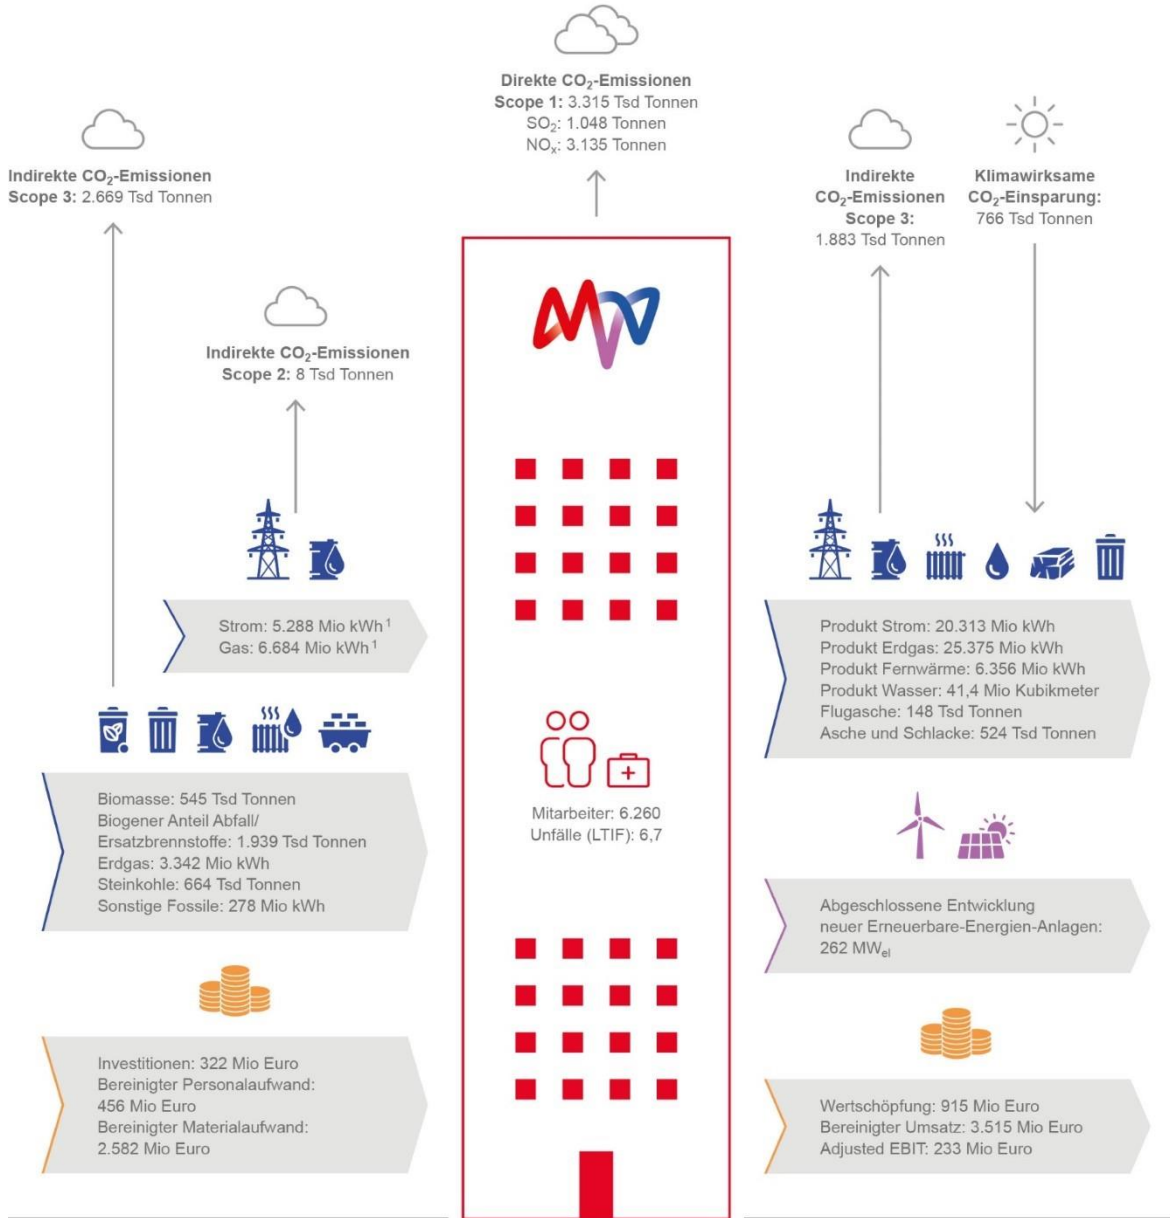 Direkte CO₂-Emissionen
Scope 1: 3.315 Tsd Tonnen
SO₂: 1.048 Tonnen
NOₓ: 3.135 Tonnen
Indirekte CO₂-Emissionen
Scope 3: 2.669 Tsd Tonnen
Indirekte
CO₂-Emissionen
Scope 3:
1.883 Tsd Tonnen
Klimawirksame
CO₂-Einsparung:
766 Tsd Tonnen
MVV
Indirekte CO₂-Emissionen
Scope 2: 8 Tsd Tonnen
Strom: 5.288 Mio kWh¹
Gas: 6.684 Mio kWh¹
Produkt Strom: 20.313 Mio kWh
Produkt Erdgas: 25.375 Mio kWh
Produkt Fernwärme: 6.356 Mio kWh
Produkt Wasser: 41,4 Mio Kubikmeter
Flugasche: 148 Tsd Tonnen
Asche und Schlacke: 524 Tsd Tonnen
Biomasse: 545 Tsd Tonnen
Biogener Anteil Abfall/
Ersatzbrennstoffe: 1.939 Tsd Tonnen
Erdgas: 3.342 Mio kWh
Steinkohle: 664 Tsd Tonnen
Sonstige Fossile: 278 Mio kWh
Mitarbeiter: 6.260
Unfälle (LTIF): 6,7
Abgeschlossene Entwicklung
neuer Erneuerbare-Energien-Anlagen:
262 MWel
Investitionen: 322 Mio Euro
Bereinigter Personalaufwand:
456 Mio Euro
Bereinigter Materialaufwand:
2.582 Mio Euro
Wertschöpfung: 915 Mio Euro
Bereinigter Umsatz: 3.515 Mio Euro
Adjusted EBIT: 233 Mio Euro